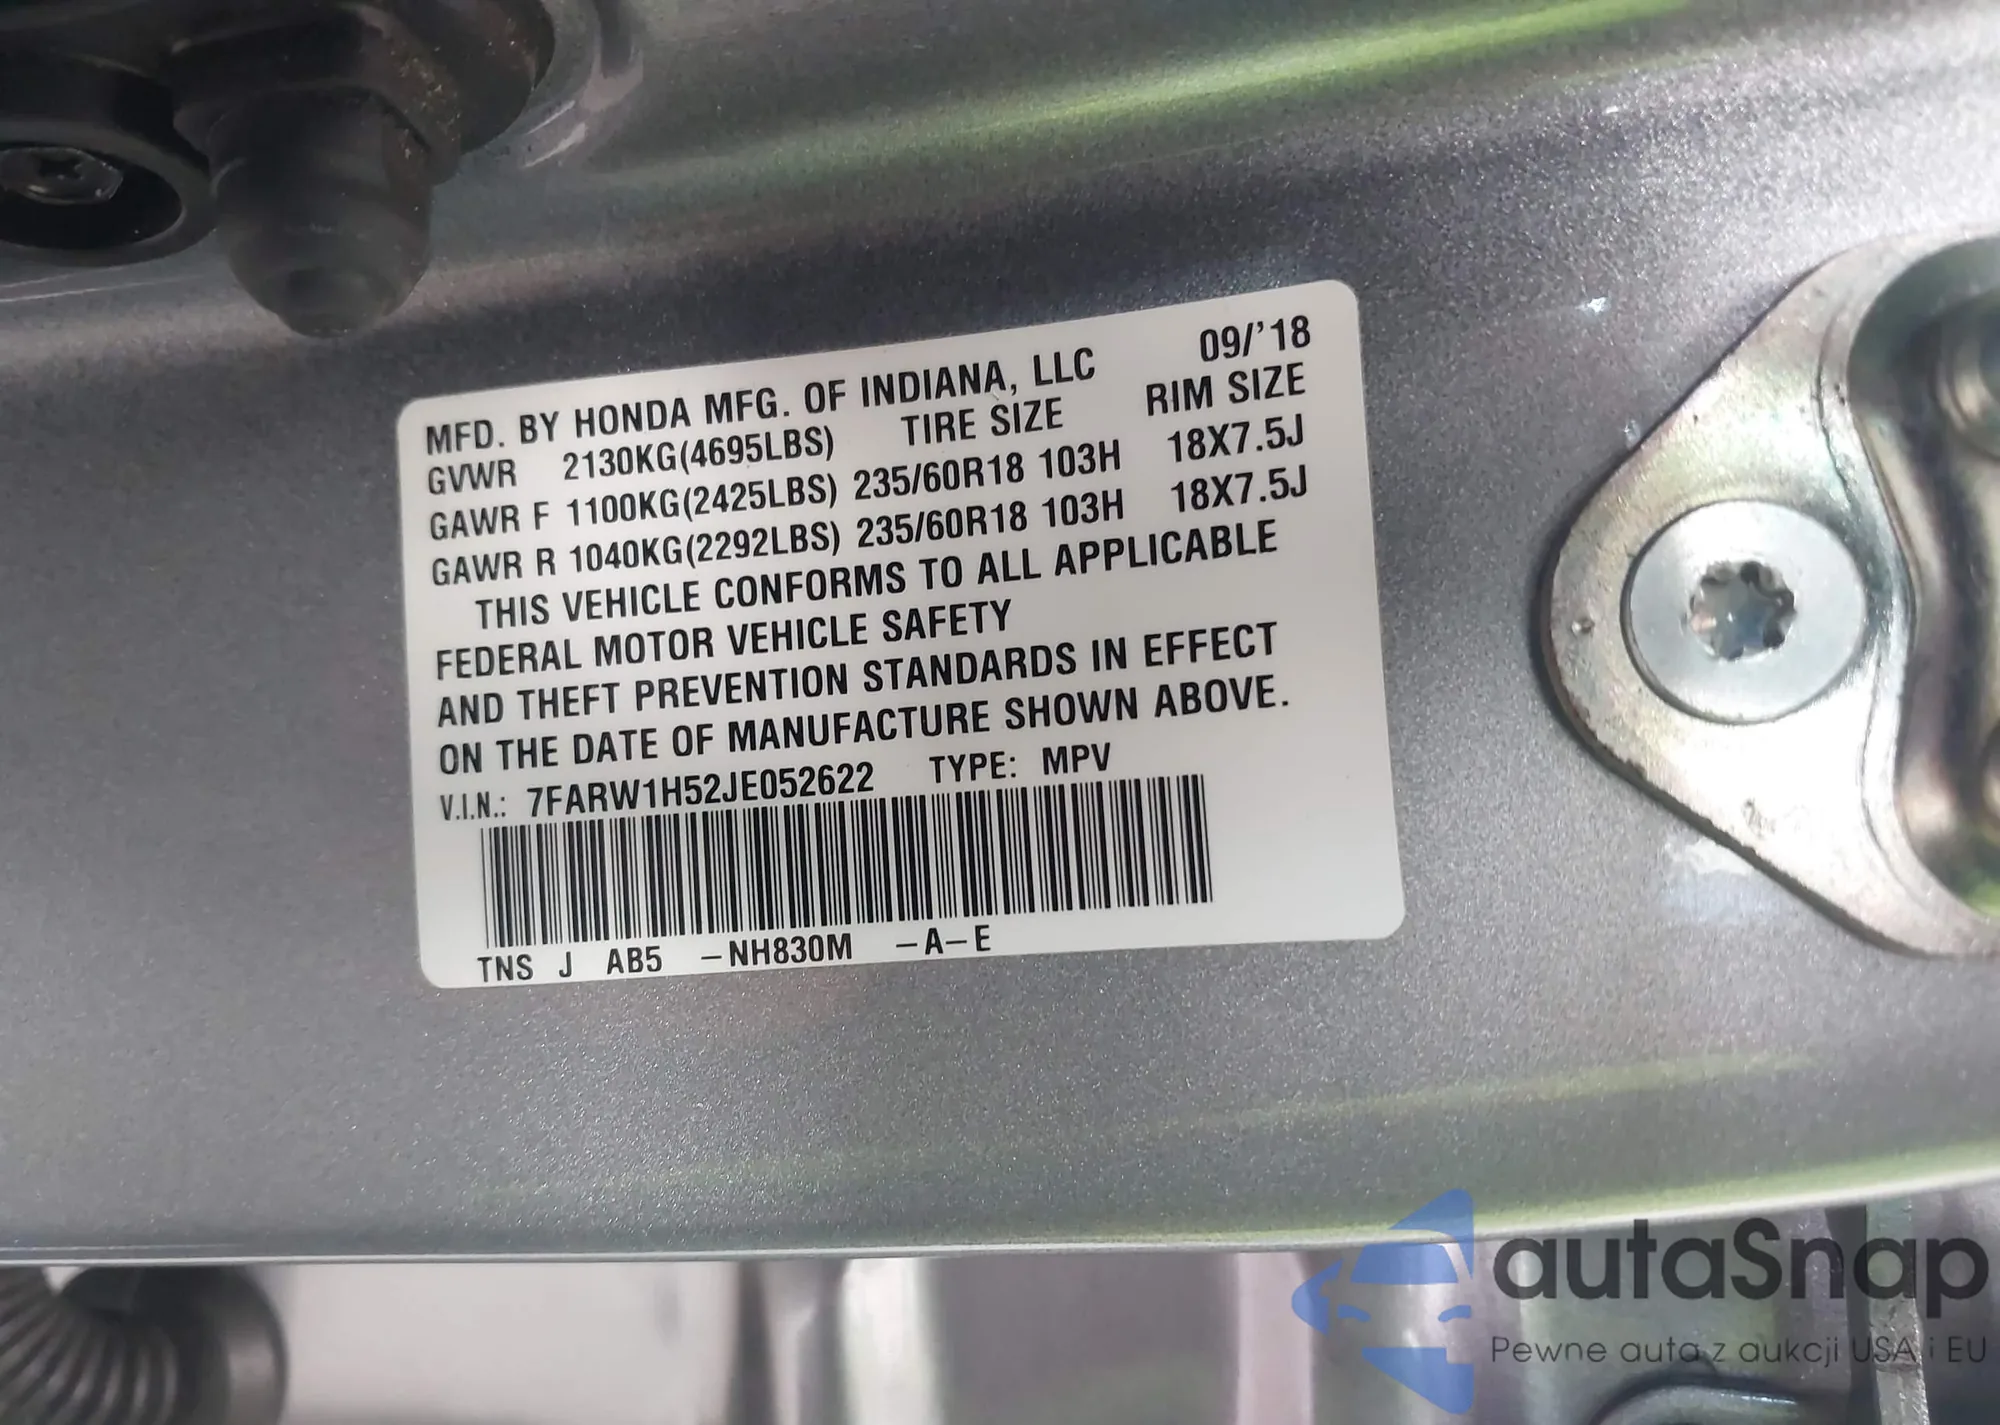 MFD. BY HONDA MFG. OF INDIANA, LLC 09/'18
GVWR 2130KG(4695LBS) TIRE SIZE RIM SIZE
GAWR F 1100KG(2425LBS) 235/60R18 103H 18X7.5J
GAWR R 1040KG(2292LBS) 235/60R18 103H 18X7.5J
THIS VEHICLE CONFORMS TO ALL APPLICABLE
FEDERAL MOTOR VEHICLE SAFETY
AND THEFT PREVENTION STANDARDS IN EFFECT
ON THE DATE OF MANUFACTURE SHOWN ABOVE.
V.I.N.: 7FARW1H52JE052622 TYPE: MPV
TNS J AB5 -NH830M -A-E
autaSnap
Pewne auta z aukcji USA i EU